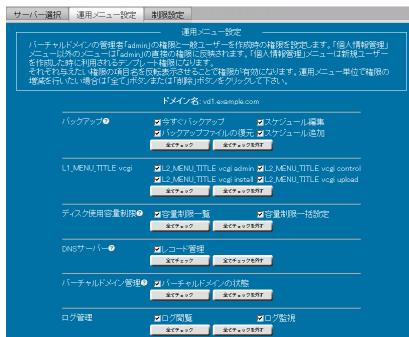 サーバー選択 運用メニュー設定 制限設定
運用メニュー設定
バーチャルドメインの管理者「admin」の権限と一般ユーザーを作成時の権限を設定します。「個人情報管理」
メニュー以外のメニューは「admin」の直接の権限に反映されます。「個人情報管理」メニューは新規ユーザー
を作成した時に利用されるテンプレート権限になります。
それぞれ与えたい権限の項目名を反転表示させることで権限が有効になります。運用メニュー単位で権限の
増減を行いたい場合は「全て」ボタンまたは「削除」ボタンをクリックして下さい。
ドメイン名: vd1.example.com
バックアップ 今すぐバックアップ スケジュール編集
バックアップファイルの復元 スケジュール追加
全てチェック 全てチェックを外す
L1_MENU_TITLE vcgi L2_MENU_TITLE vcgi admin L2_MENU_TITLE vcgi control
L2_MENU_TITLE vcgi install L2_MENU_TITLE vcgi upload
全てチェック 全てチェックを外す
ディスク使用容量制限 容量制限一覧 容量制限一括設定
全てチェック 全てチェックを外す
DNSサーバー レコード管理
全てチェック 全てチェックを外す
バーチャルドメイン管理 バーチャルドメインの状態
全てチェック 全てチェックを外す
ログ管理 ログ閲覧 ログ監視
全てチェック 全てチェックを外す